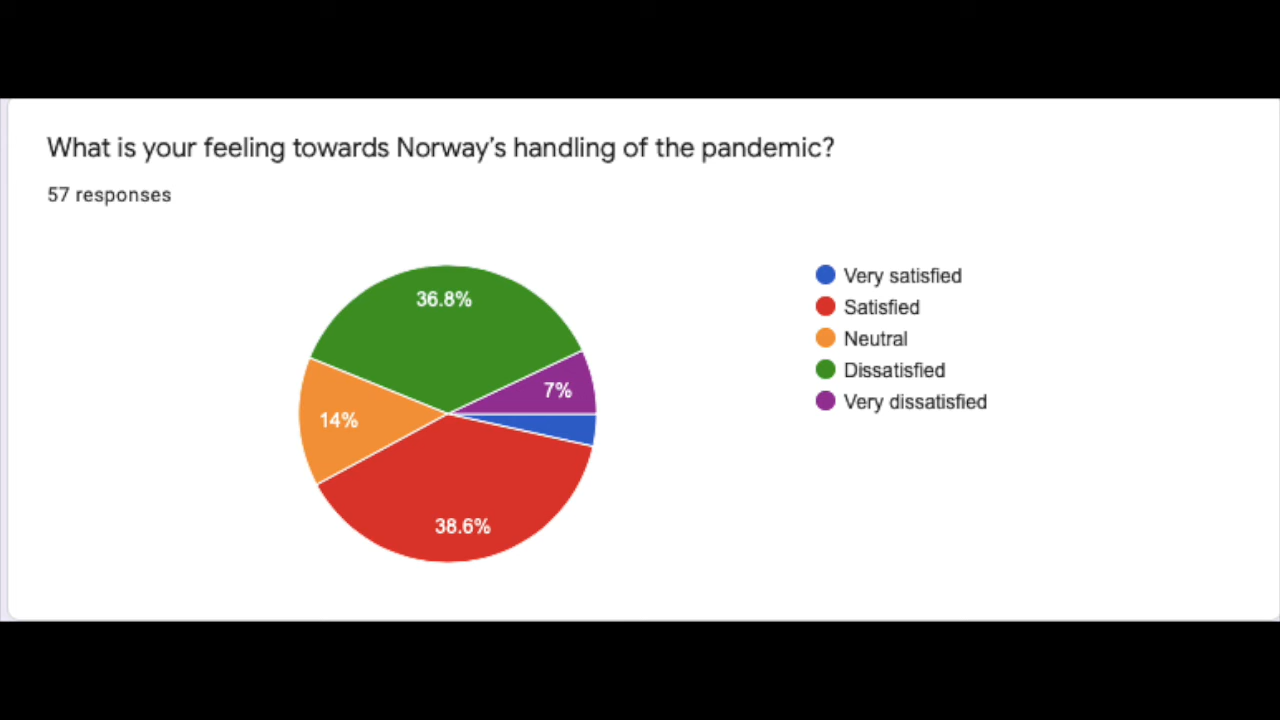 What is your feeling towards Norway’s handling of the pandemic?
57 responses
36.8%
7%
14%
38.6%
Very satisfied
Satisfied
Neutral
Dissatisfied
Very dissatisfied